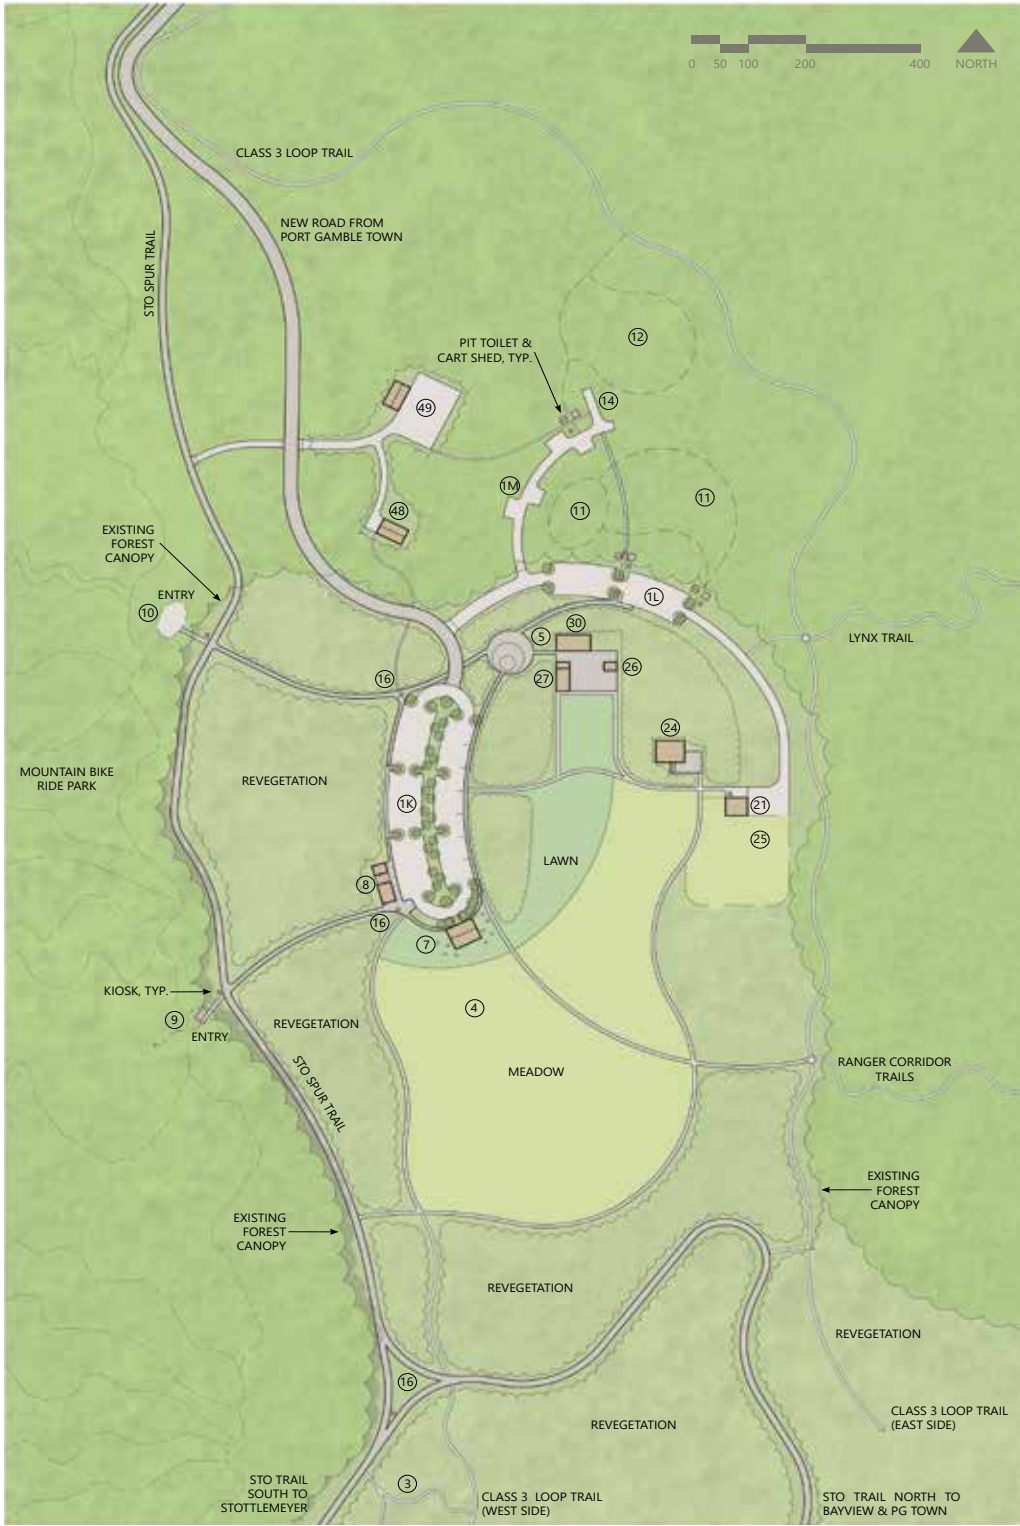 0 50 100 200 400 NORTH
CLASS 3 LOOP TRAIL
NEW ROAD FROM
PORT GAMBLE TOWN
STO SPUR TRAIL
12
PIT TOILET &
CART SHED, TYP.
14
49
1M
11
11
48
EXISTING
FOREST
CANOPY
ENTRY
10
1L
LYNX TRAIL
5
30
26
27
16
24
MOUNTAIN BIKE
RIDE PARK
REVEGETATION
1K
21
25
LAWN
8
16
7
KIOSK, TYP.
9
ENTRY
4
REVEGETATION
STO SPUR TRAIL
MEADOW
RANGER CORRIDOR
TRAILS
EXISTING
FOREST
CANOPY
EXISTING
FOREST
CANOPY
REVEGETATION
REVEGETATION
16
CLASS 3 LOOP TRAIL
(EAST SIDE)
REVEGETATION
3
STO TRAIL
SOUTH TO
STOTTLEMEYER
CLASS 3 LOOP TRAIL
(WEST SIDE)
STO TRAIL NORTH TO
BAYVIEW & PG TOWN